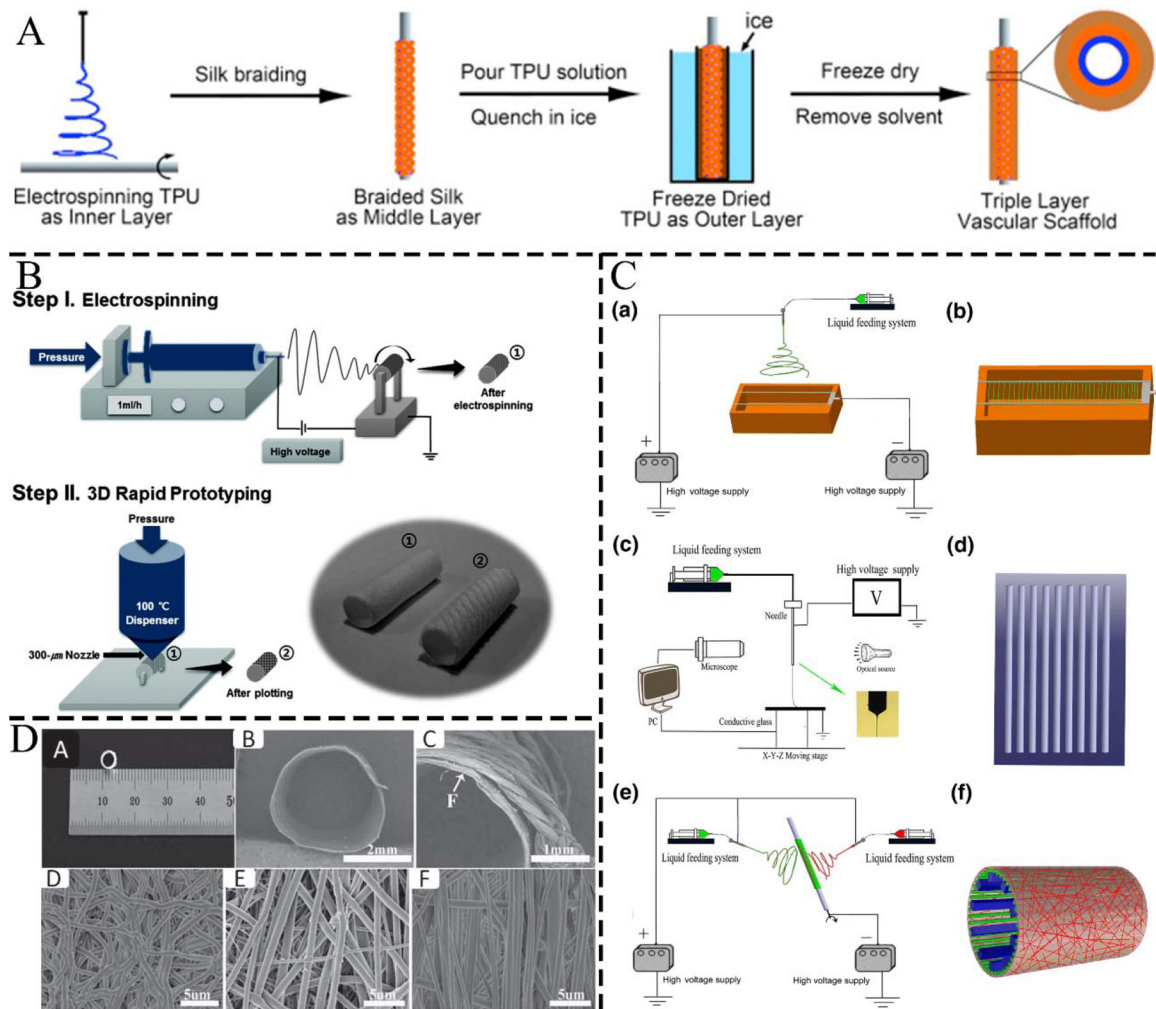 A
Silk braiding
Pour TPU solution
Quench in ice
ice
Freeze dry
Remove solvent
Electrospinning TPU
as Inner Layer
Braided Silk
as Middle Layer
Freeze Dried
TPU as Outer Layer
Triple Layer
Vascular Scaffold
B
Step I. Electrospinning
Pressure
1ml/h
High voltage
①
After
electrospinning
Step II. 3D Rapid Prototyping
Pressure
100 ℃
Dispenser
300-μm Nozzle
①
②
After plotting
①
②
C
(a)
Liquid feeding system
+
−
High voltage supply
High voltage supply
(b)
(c)
Liquid feeding system
High voltage supply
V
Needle
Microscope
Optical source
PC
Conductive glass
X-Y-Z Moving stage
(d)
(e)
Liquid feeding system
Liquid feeding system
+
−
High voltage supply
High voltage supply
(f)
D
A
10 20 30 40 50
B
2mm
C
F
1mm
D
5um
E
5um
F
5um